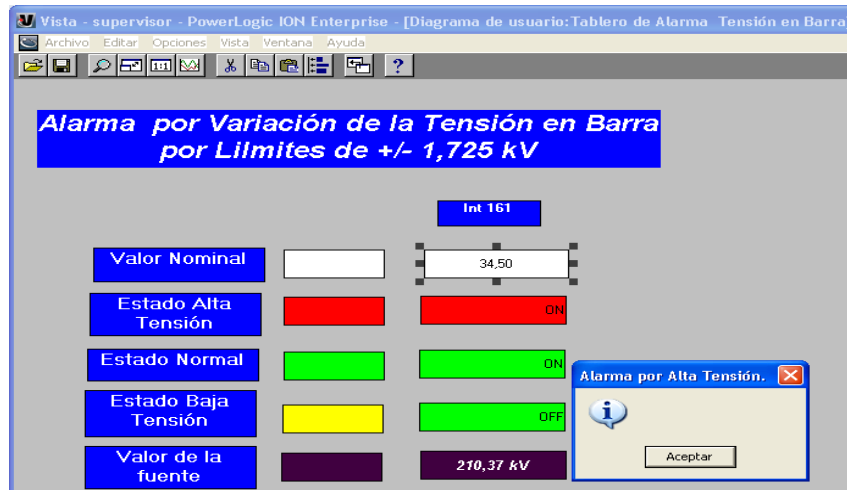 Vista - supervisor - PowerLogic ION Enterprise - [Diagrama de usuario:Tablero de Alarma Tensión en Barra
Archivo Editar Opciones Vista Ventana Ayuda
1:1 ?
Alarma por Variación de la Tensión en Barra
por Lilmites de +/- 1,725 kV
Int 161
Valor Nominal
34,50
Estado Alta
Tensión
ON
Estado Normal
ON
Estado Baja
Tensión
OFF
Valor de la
fuente
210,37 kV
Alarma por Alta Tensión.
Aceptar